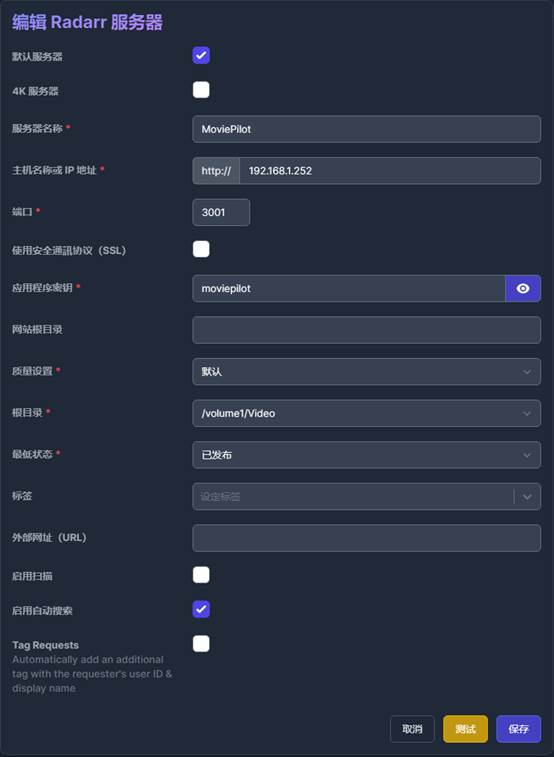 编辑 Radarr 服务器
默认服务器
4K 服务器
服务器名称 *
MoviePilot
主机名称或 IP 地址 *
http://
192.168.1.252
端口 *
3001
使用安全通訊协议（SSL）
应用程序密钥 *
moviepilot
网站根目录
质量设置 *
默认
根目录 *
/volume1/Video
最低状态 *
已发布
标签
设定标签
外部网址（URL）
启用扫描
启用自动搜索
Tag Requests
Automatically add an additional
tag with the requester's user ID &
display name
取消
测试
保存